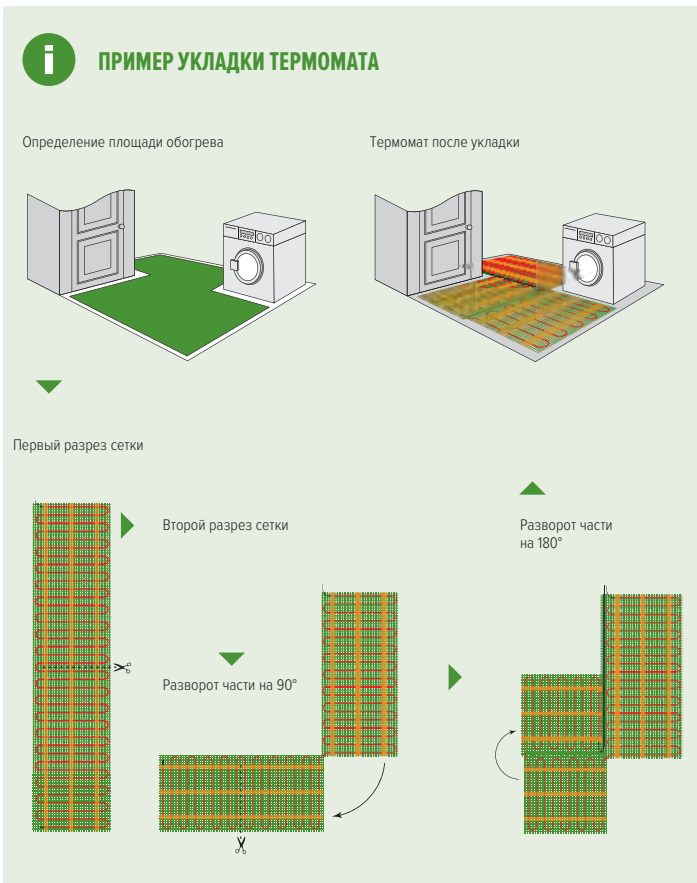 i
ПРИМЕР УКЛАДКИ ТЕРМОМАТА
Определение площади обогрева
Термомат после укладки
Первый разрез сетки
Второй разрез сетки
Разворот части
на 180°
Разворот части на 90°